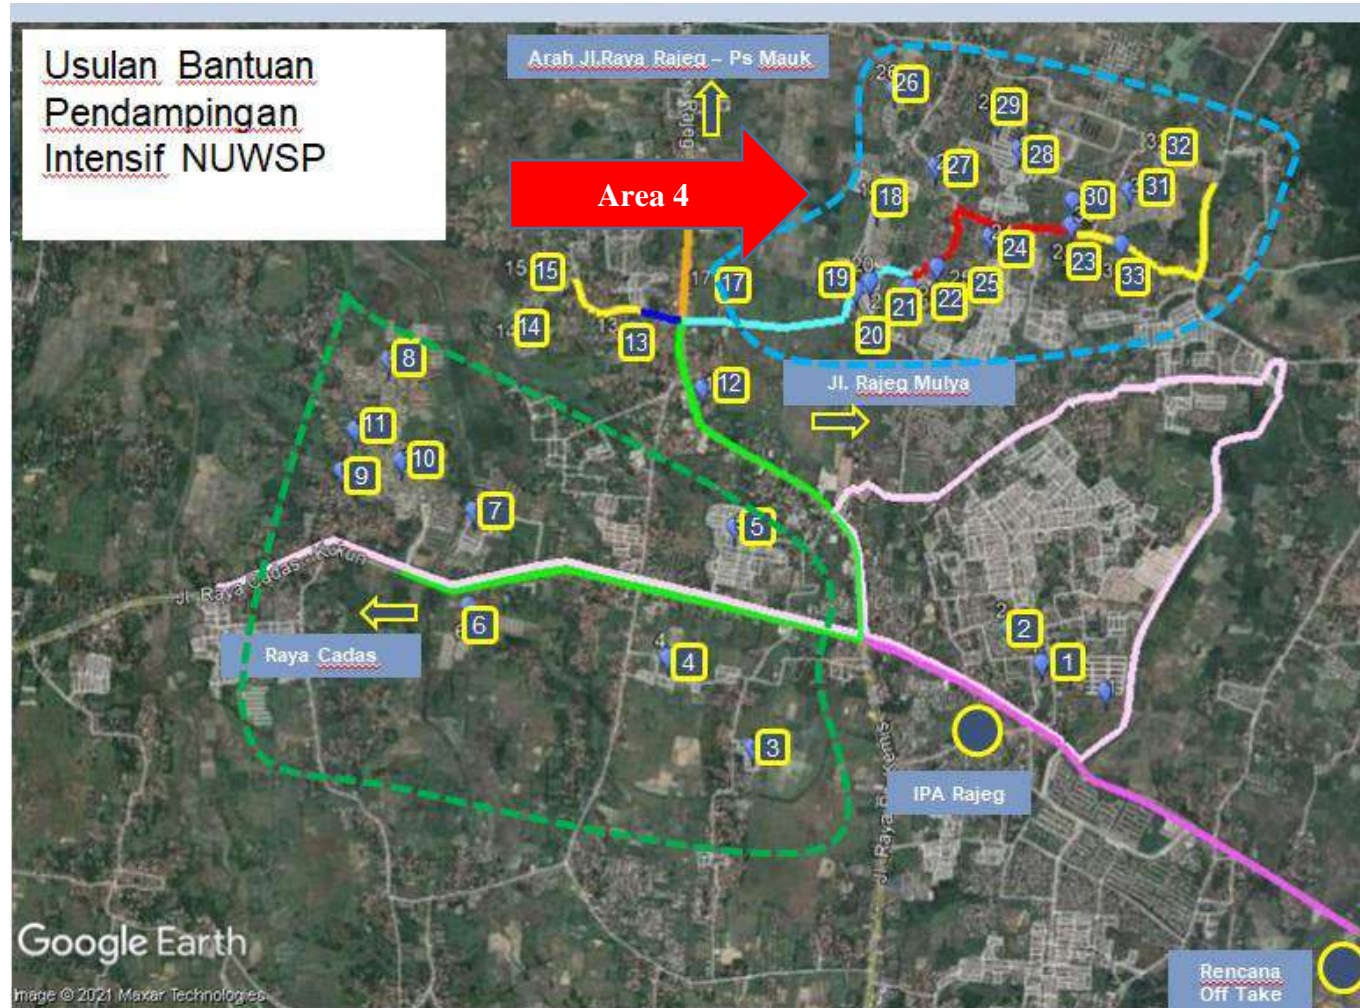 Usulan Bantuan
Pendampingan
Intensif NUWSP
Arah Jl.Raya Rajeg – Ps Mauk
Rajeg
Area 4
26
29
28
27
32
31
30
18
24
23
33
25
22
21
19
20
17
15
14
13
12
Jl. Rajeg Mulya
8
11
10
9
7
5
Jl. Raya Cadas - Kotun
6
Raya Cadas
4
2
1
3
IPA Rajeg
Rencana
Off Take
Google Earth
Image © 2021 Maxar Technologies